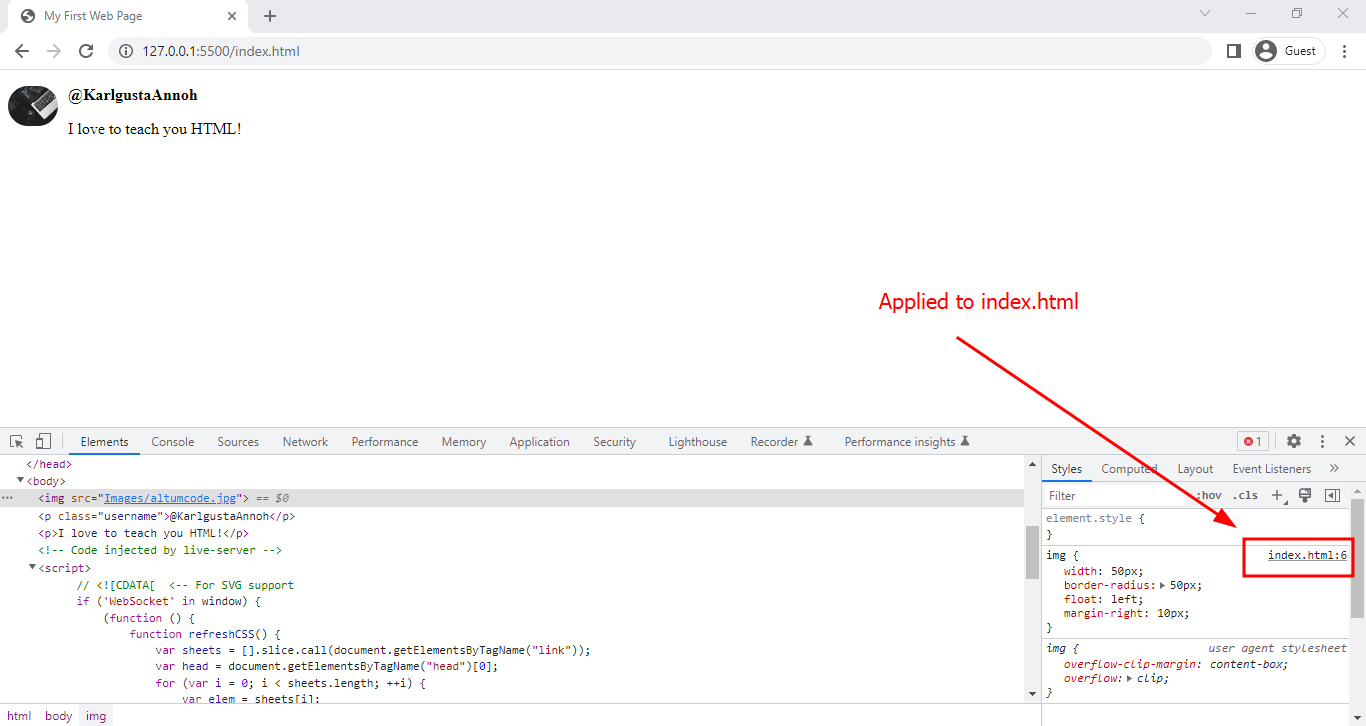 My First Web Page
127.0.0.1:5500/index.html
Guest
@KarlgustaAnnoh
I love to teach you HTML!
Applied to index.html
Elements Console Sources Network Performance Memory Application Security Lighthouse Recorder Performance insights 1
</head>
<body>
<img src="Images/altumcode.jpg"> == $0
<p class="username">@KarlgustaAnnoh</p>
<p>I love to teach you HTML!</p>
<!-- Code injected by live-server -->
<script>
// <![CDATA[ <-- For SVG support
if ('WebSocket' in window) {
(function () {
function refreshCSS() {
var sheets = [].slice.call(document.getElementsByTagName("link"));
var head = document.getElementsByTagName("head")[0];
for (var i = 0; i < sheets.length; ++i) {
var elem = sheets[i];
html body img
Styles Computed Layout Event Listeners »
Filter :hov .cls
element.style {
}
img { index.html:6
width: 50px;
border-radius: 50px;
float: left;
margin-right: 10px;
}
img { user agent stylesheet
overflow-clip-margin: content-box;
overflow: clip;
}